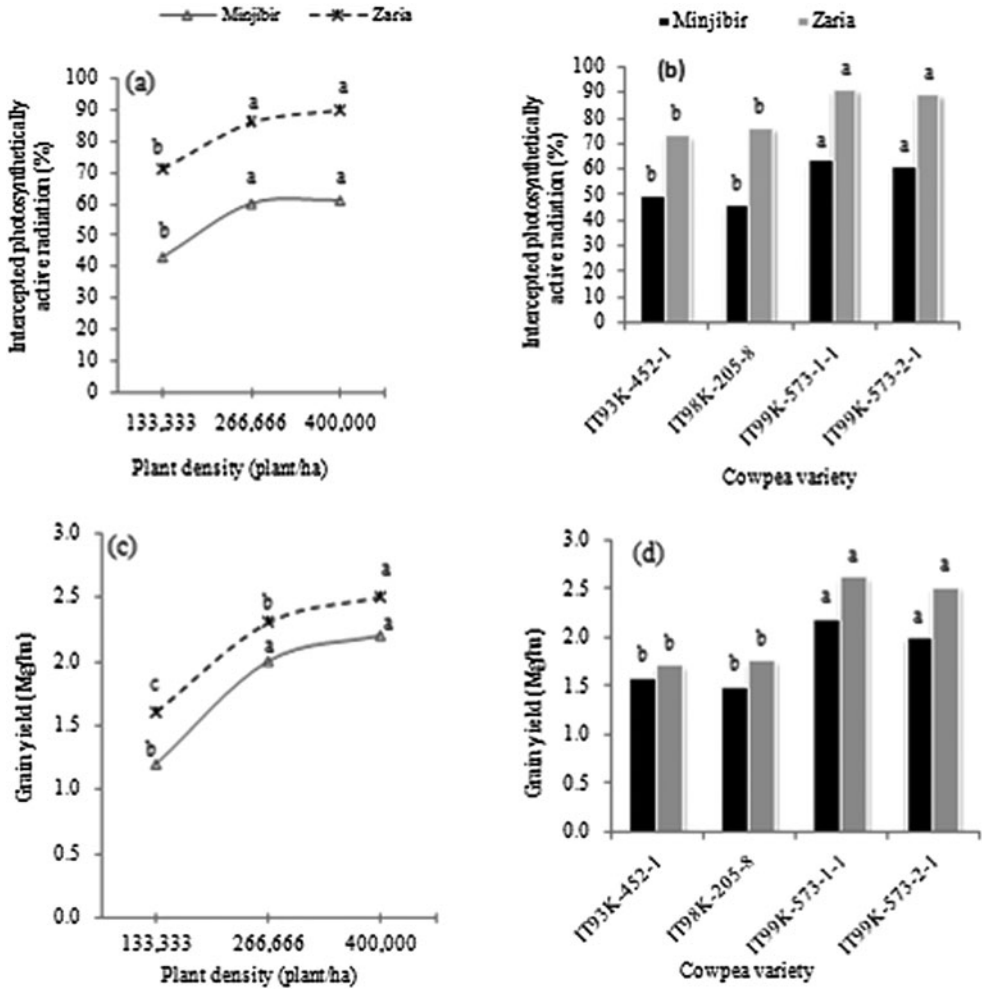 Minjibir Zaria
(a)
Intercepted photosynthetically
active radiation (%)
100
90
80
70
60
50
40
30
20
10
0
b
a
a
b
a
a
133,333 266,666 400,000
Plant density (plant/ha)
Minjibir Zaria
(b)
Intercepted photosynthetically
active radiation (%)
100
90
80
70
60
50
40
30
20
10
0
b
b
b
b
a
a
a
a
IT93K-452-1
IT98K-205-8
IT99K-573-1-1
IT99K-573-2-1
Cowpea variety
(c)
Grain yield (Mg/ha)
3.0
2.5
2.0
1.5
1.0
0.5
0.0
c
b
a
b
a
a
133,333 266,666 400,000
Plant density (plant/ha)
(d)
Grain yield (Mg/ha)
3.0
2.5
2.0
1.5
1.0
0.5
0.0
b
b
b
b
a
a
a
a
IT93K-452-1
IT98K-205-8
IT99K-573-1-1
IT99K-573-2-1
Cowpea variety